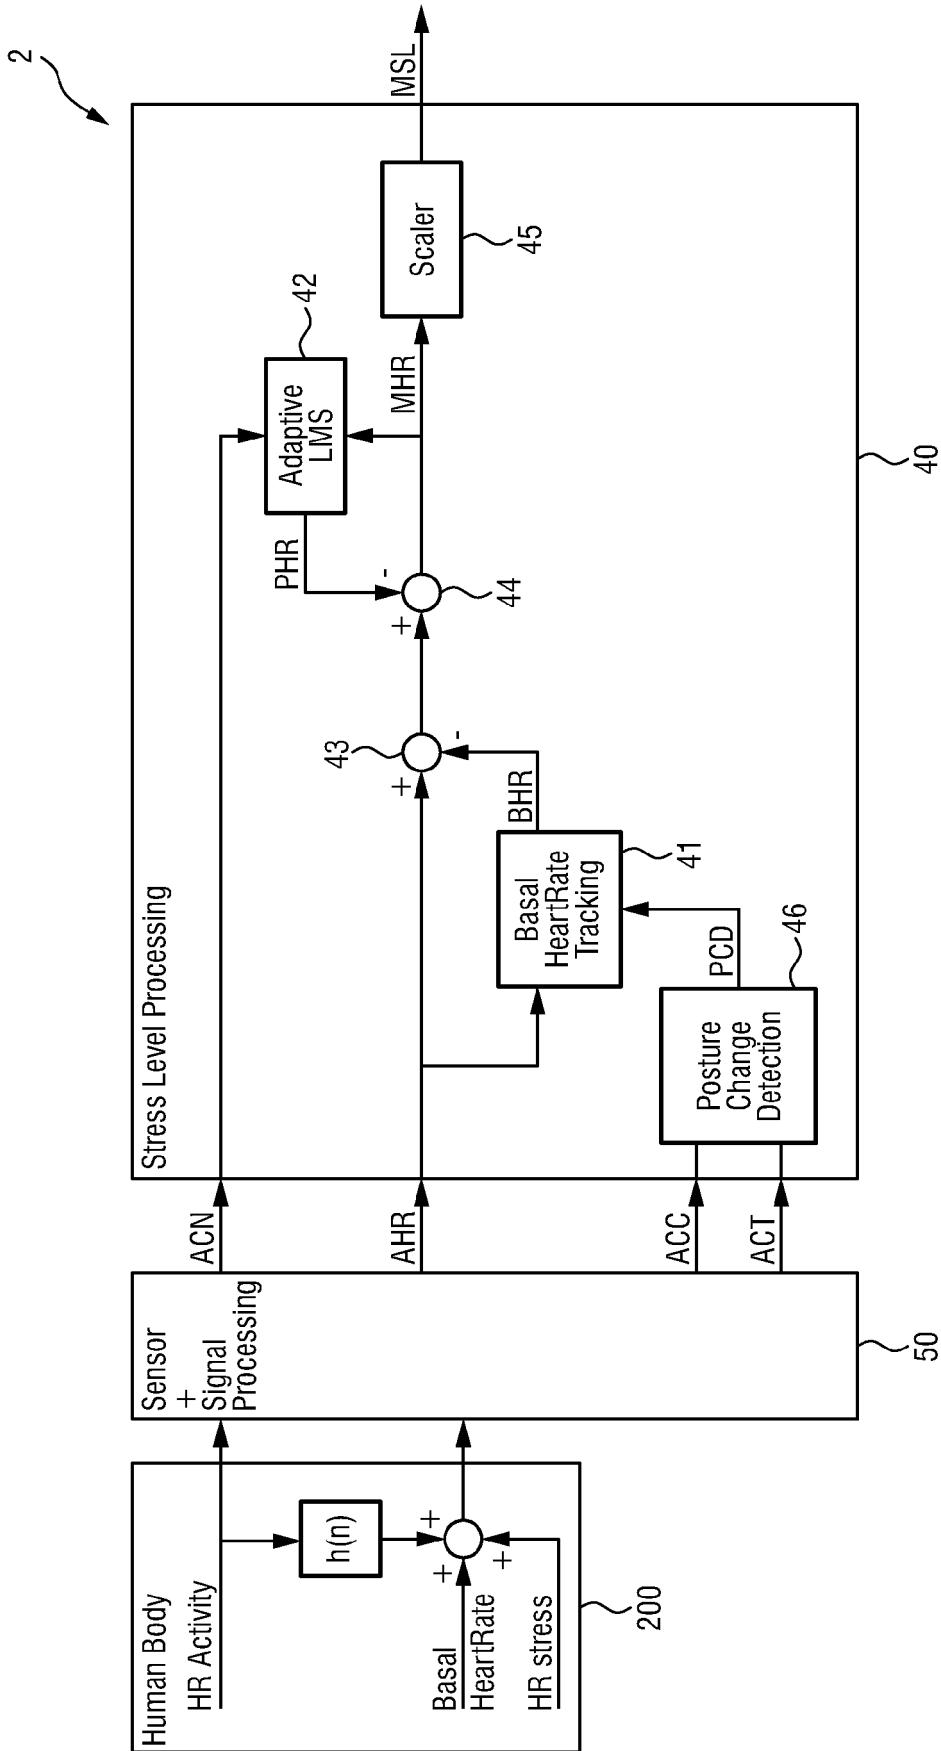 2
Human Body
HR Activity
h(n)
+
+
+
Basal
HeartRate
HR stress
200
Sensor
+
Signal
Processing
50
ACN
AHR
ACC
ACT
Stress Level Processing
Posture
Change
Detection
46
PCD
Basal
HeartRate
Tracking
41
BHR
+
-
43
+
-
44
PHR
Adaptive
LMS
42
MHR
Scaler
45
MSL
40